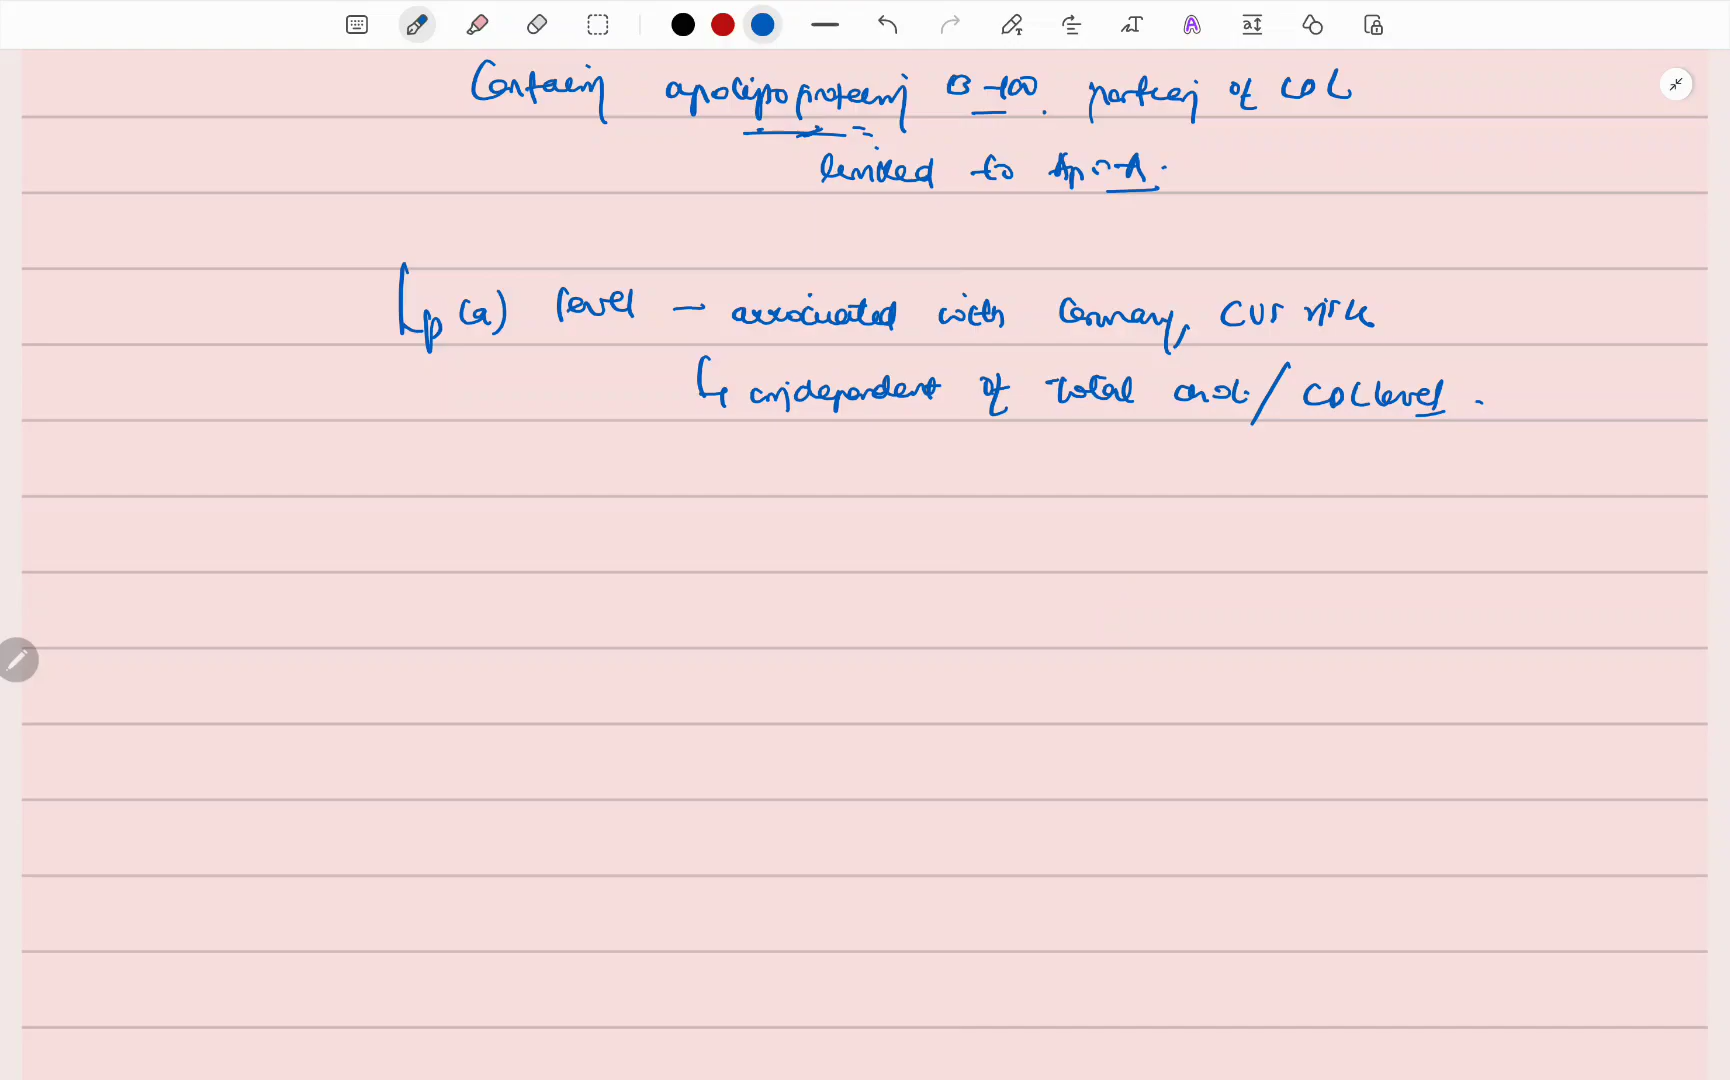 Containing apolipoprotein B-100 portion of LDL
linked to Apo-A.
Lp(a) level - associated with Coronary, CVS risk
↳ independent of total chol / LDL level.